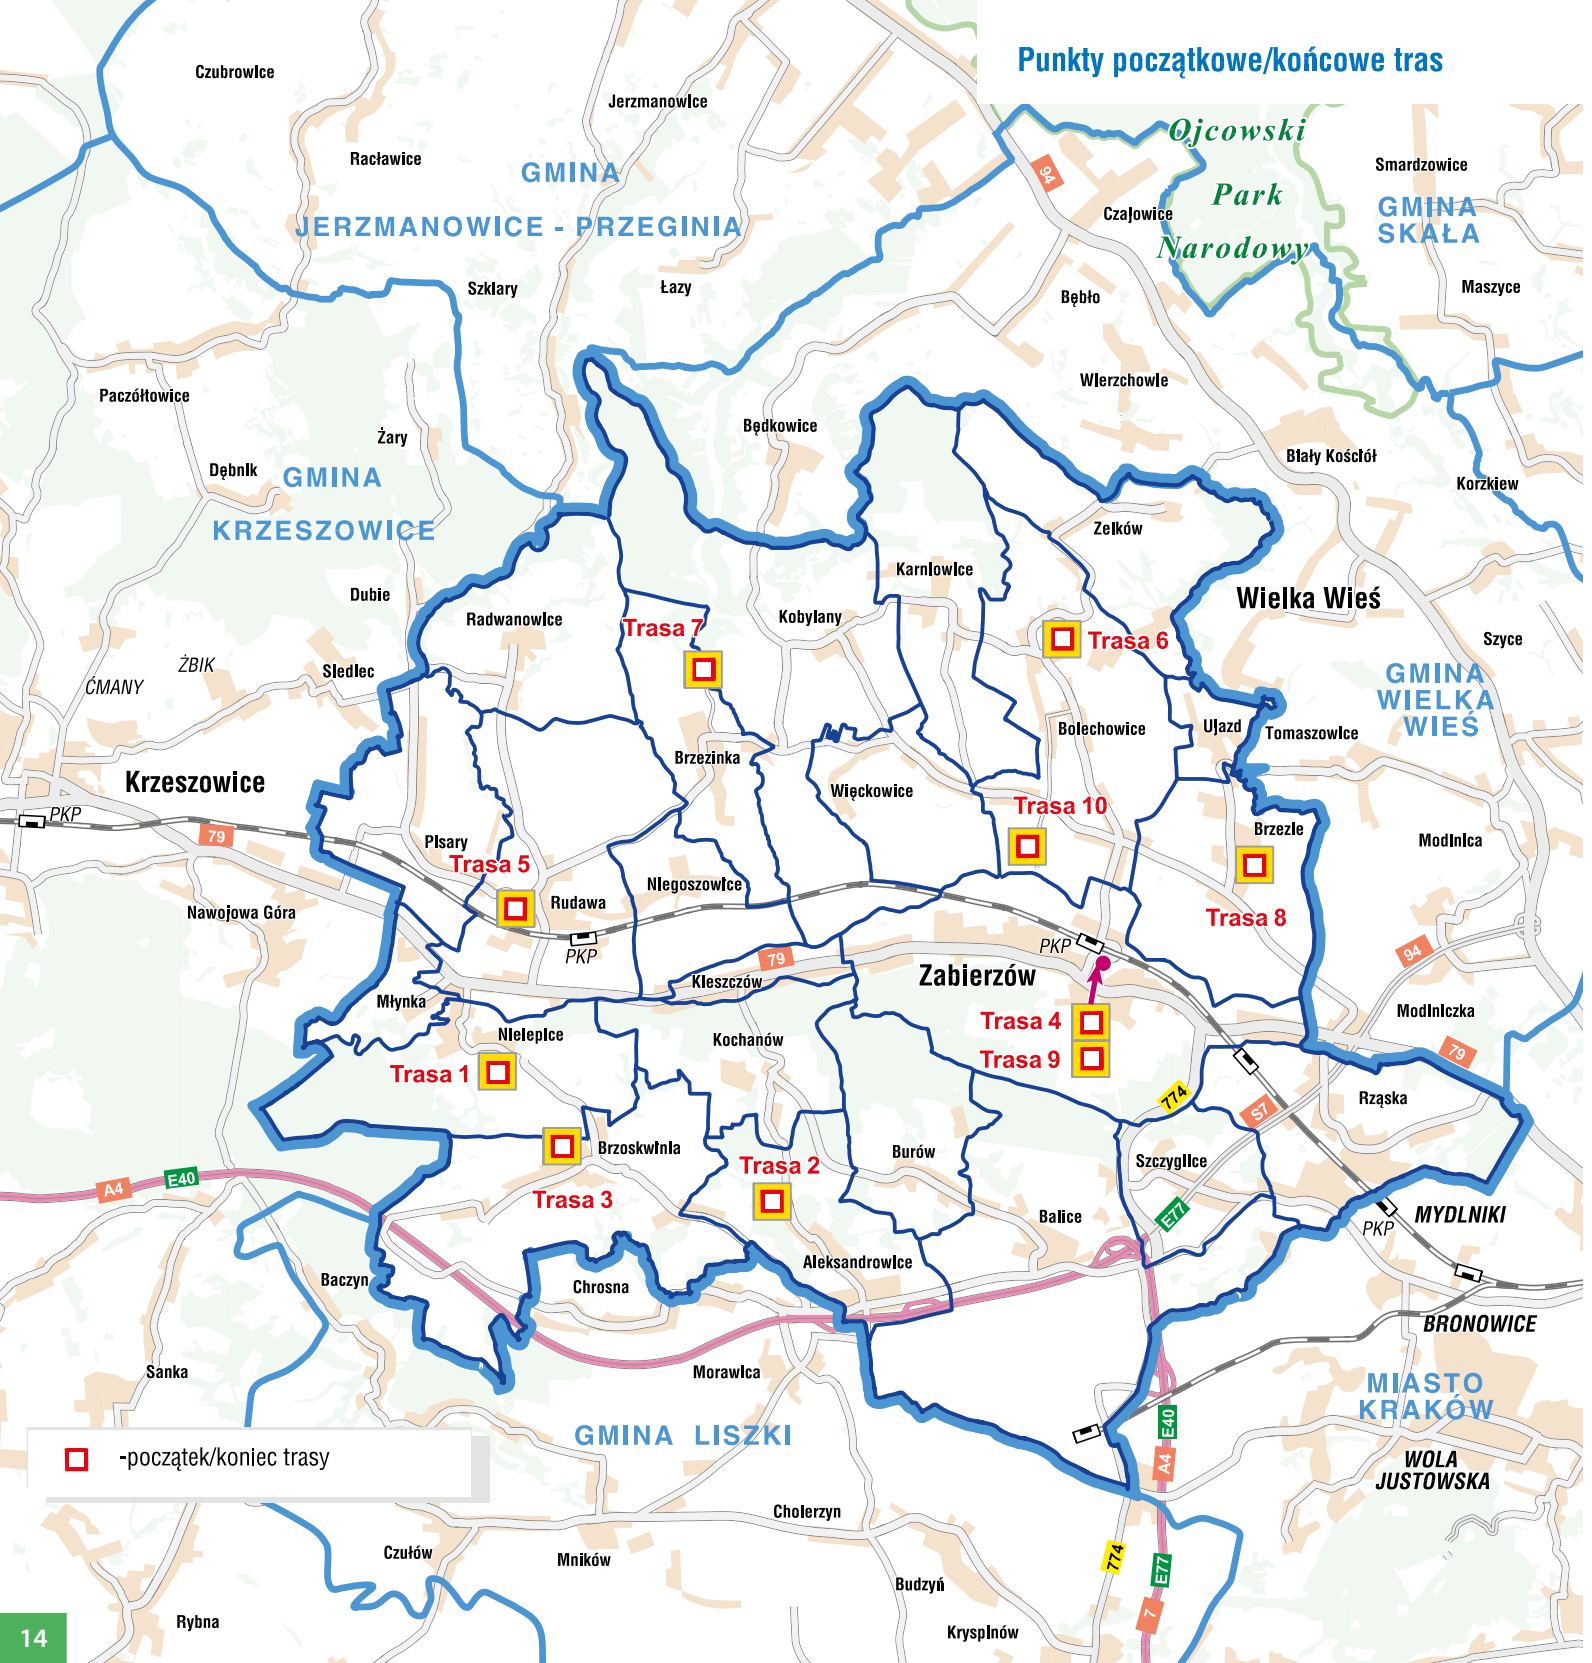 Punkty początkowe/końcowe tras
Czubrowice
Jerzmanowice
Racławice
GMINA
JERZMANOWICE - PRZEGINIA
Szklary
Łazy
94
Ojcowski
Park
Narodowy
Czajowice
Smardzowice
GMINA
SKAŁA
Maszyce
Bębło
Wierzchowie
Paczółtowice
Żary
Dębnik
GMINA
KRZESZOWICE
Będkowice
Biały Kościół
Korzkiew
Zelków
Karniowice
Dubie
Radwanowice
Kobylany
Trasa 7
Trasa 6
Wielka Wieś
Szyce
ŻBIK
ĆMANY
Siedlec
GMINA
WIELKA
WIEŚ
Brzezinka
Bolechowice
Ujazd
Tomaszowice
Krzeszowice
PKP
79
Więckowice
Trasa 10
Brzezie
Modlnica
Pisary
Trasa 5
Niegoszowice
Rudawa
PKP
Nawojowa Góra
Trasa 8
94
PKP
79
Zabierzów
Kleszczów
Młynka
Nielepice
Kochanów
Trasa 4
Trasa 9
Modlniczka
79
Trasa 1
774
S7
Rząska
Brzoskwinia
Trasa 3
Trasa 2
Burów
Szczyglice
A4
E40
E77
Balice
PKP
MYDLNIKI
Baczyn
Chrosna
Aleksandrowice
BRONOWICE
Sanka
Morawica
MIASTO
KRAKÓW
GMINA LISZKI
E40
A4
WOLA
JUSTOWSKA
-początek/koniec trasy
Cholerzyn
Czułów
Mników
774
E77
Budzyń
7
Rybna
Kryspinów
14